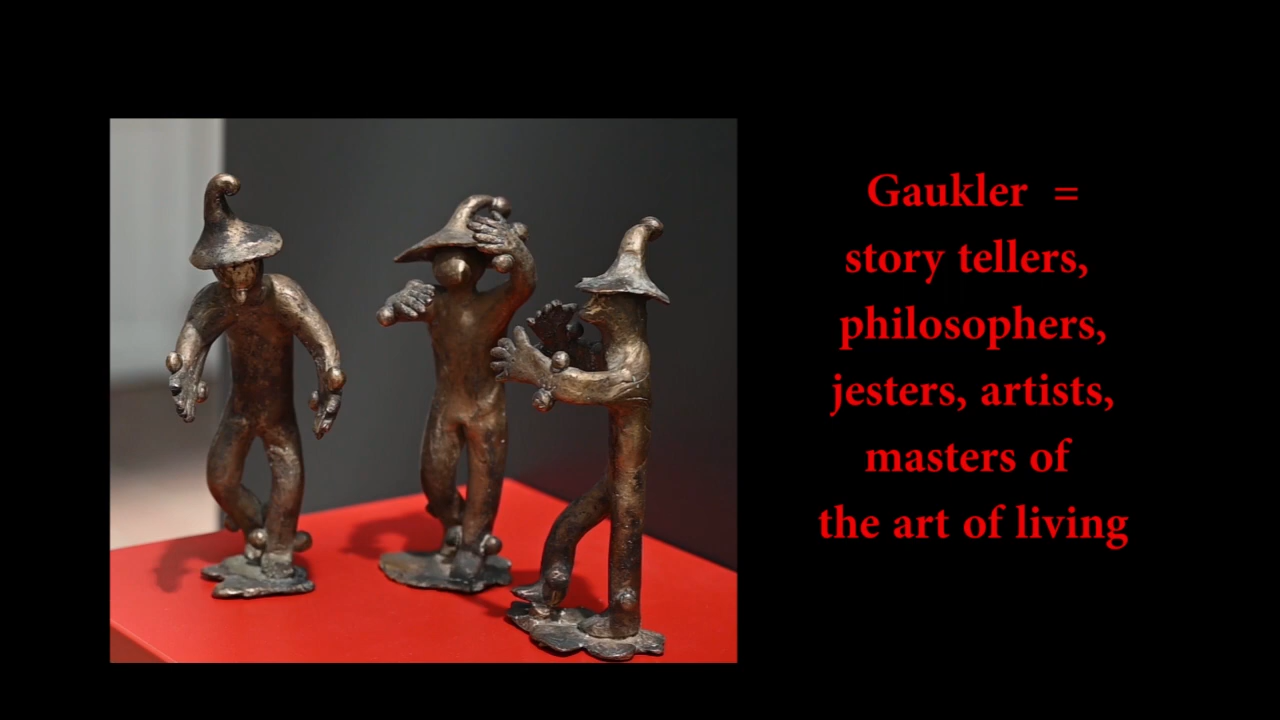 Gaukler =
story tellers,
philosophers,
jesters, artists,
masters of
the art of living